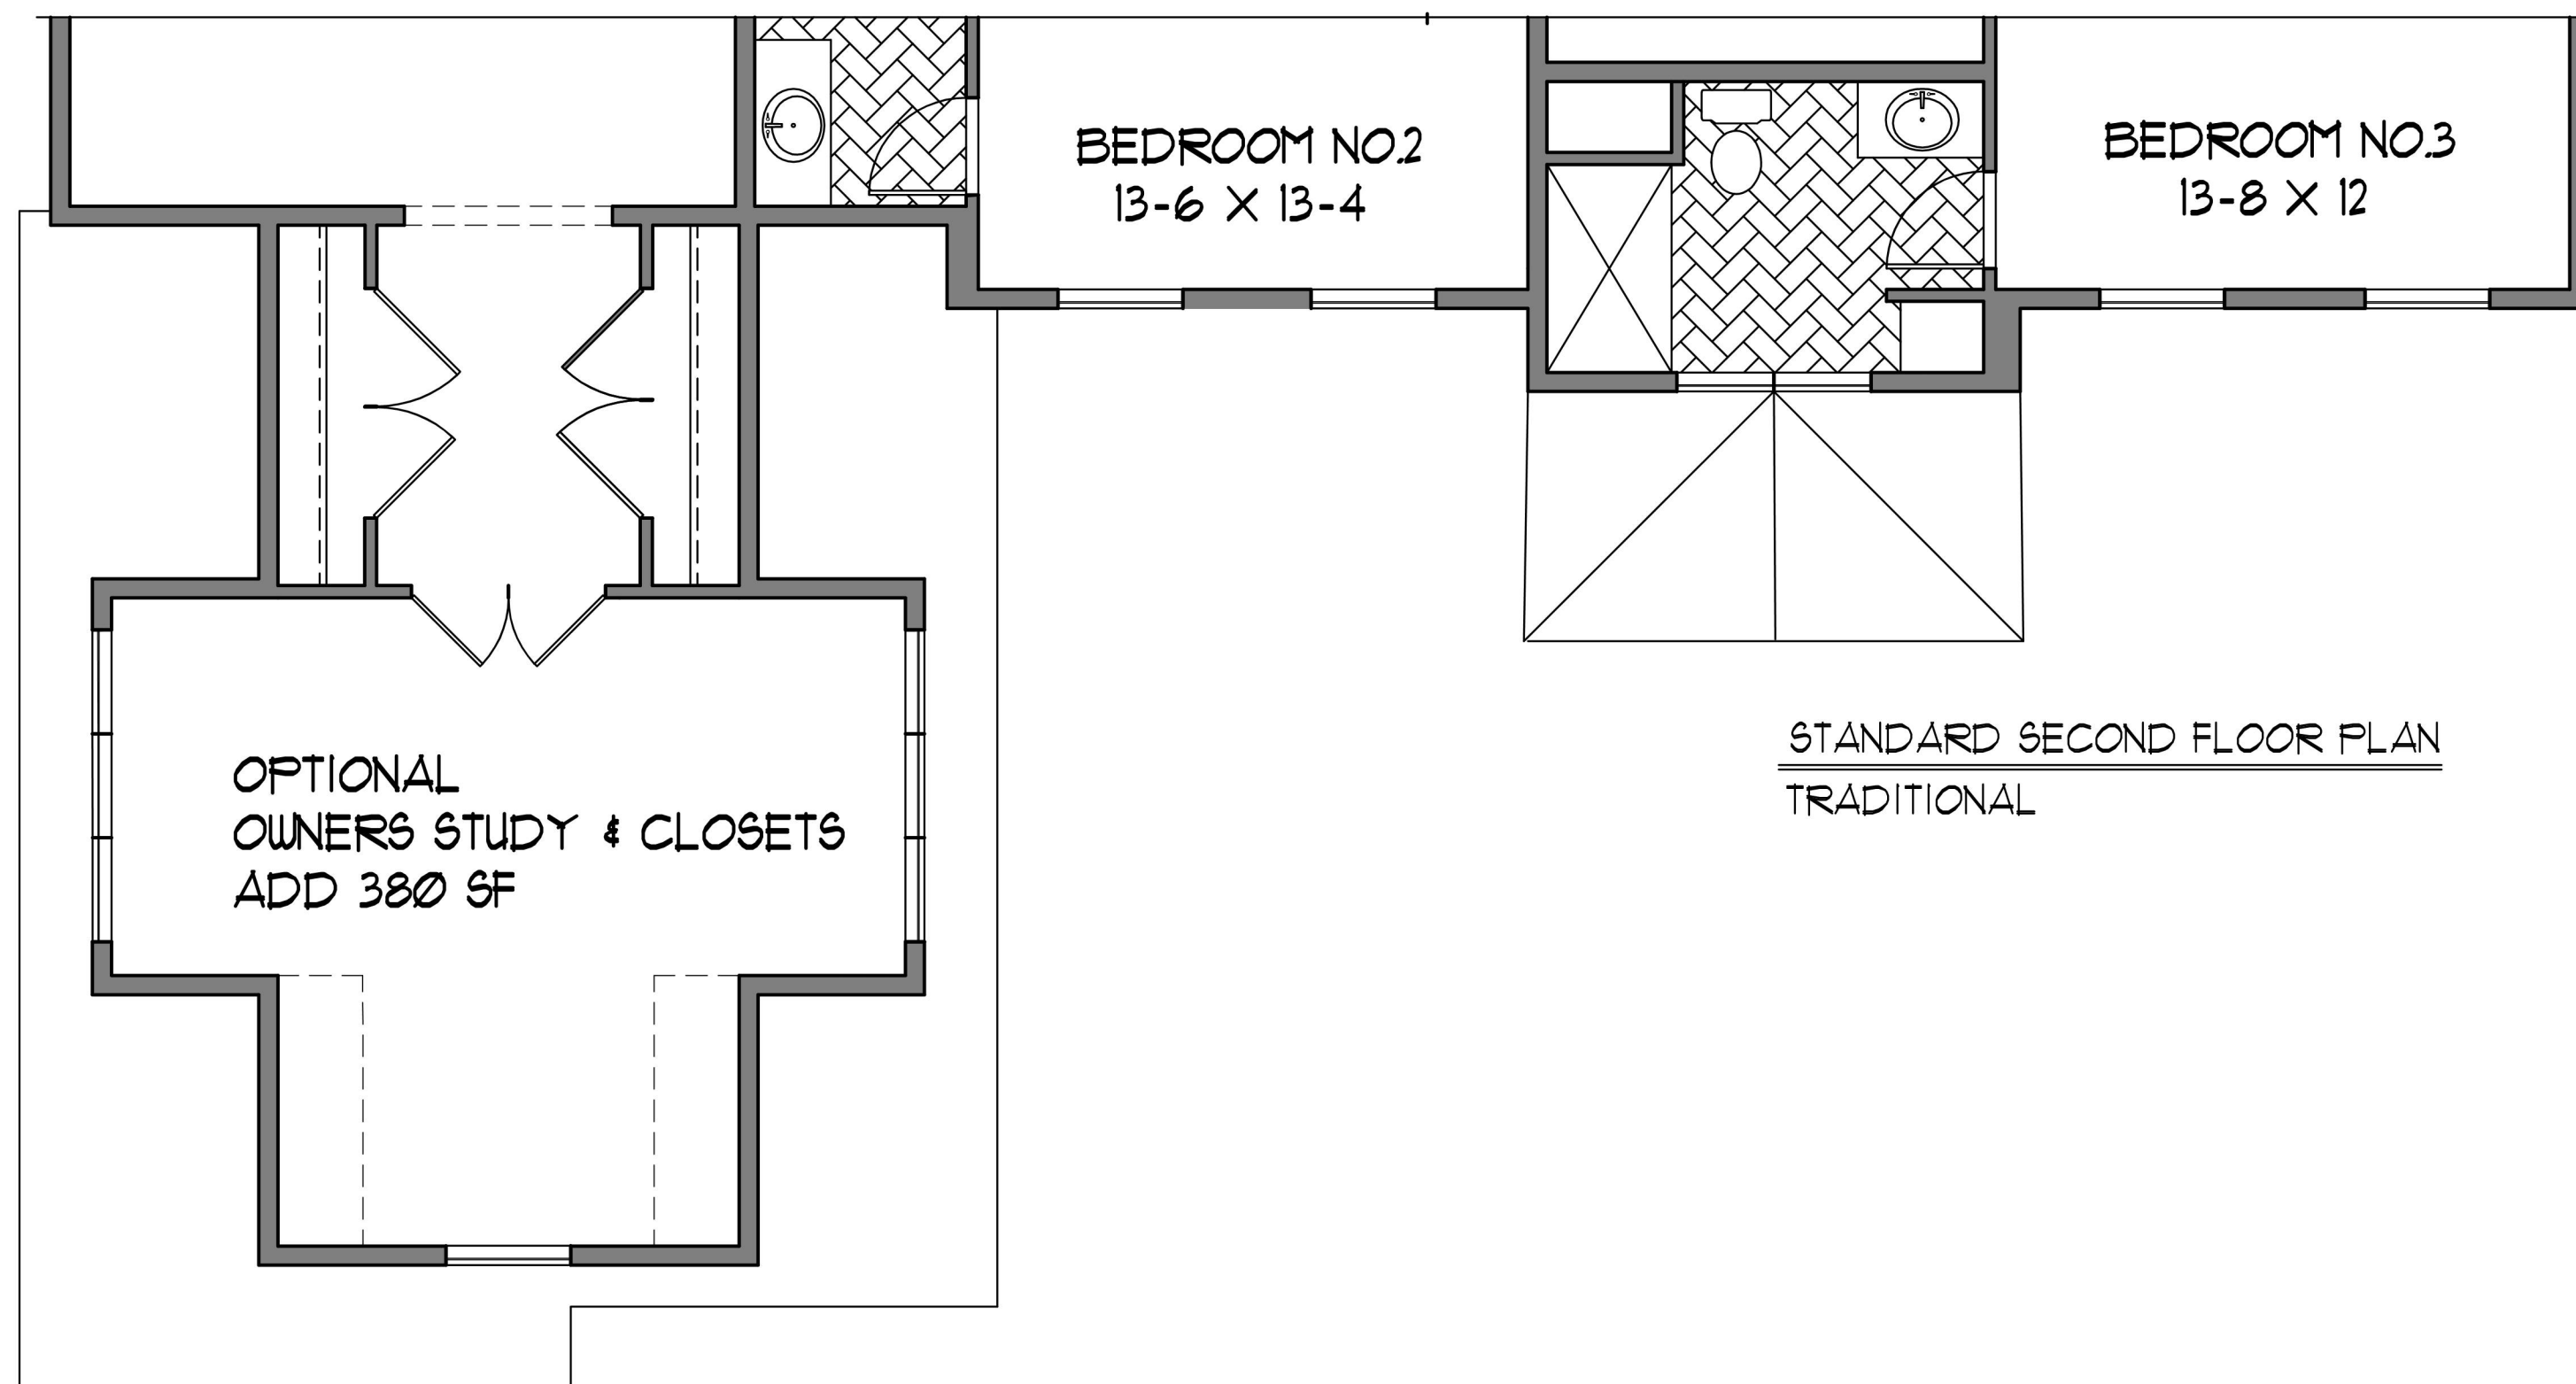 BEDROOM NO.2
13-6 X 13-4
BEDROOM NO.3
13-8 X 12
STANDARD SECOND FLOOR PLAN
TRADITIONAL
OPTIONAL
OWNERS STUDY & CLOSETS
ADD 380 SF